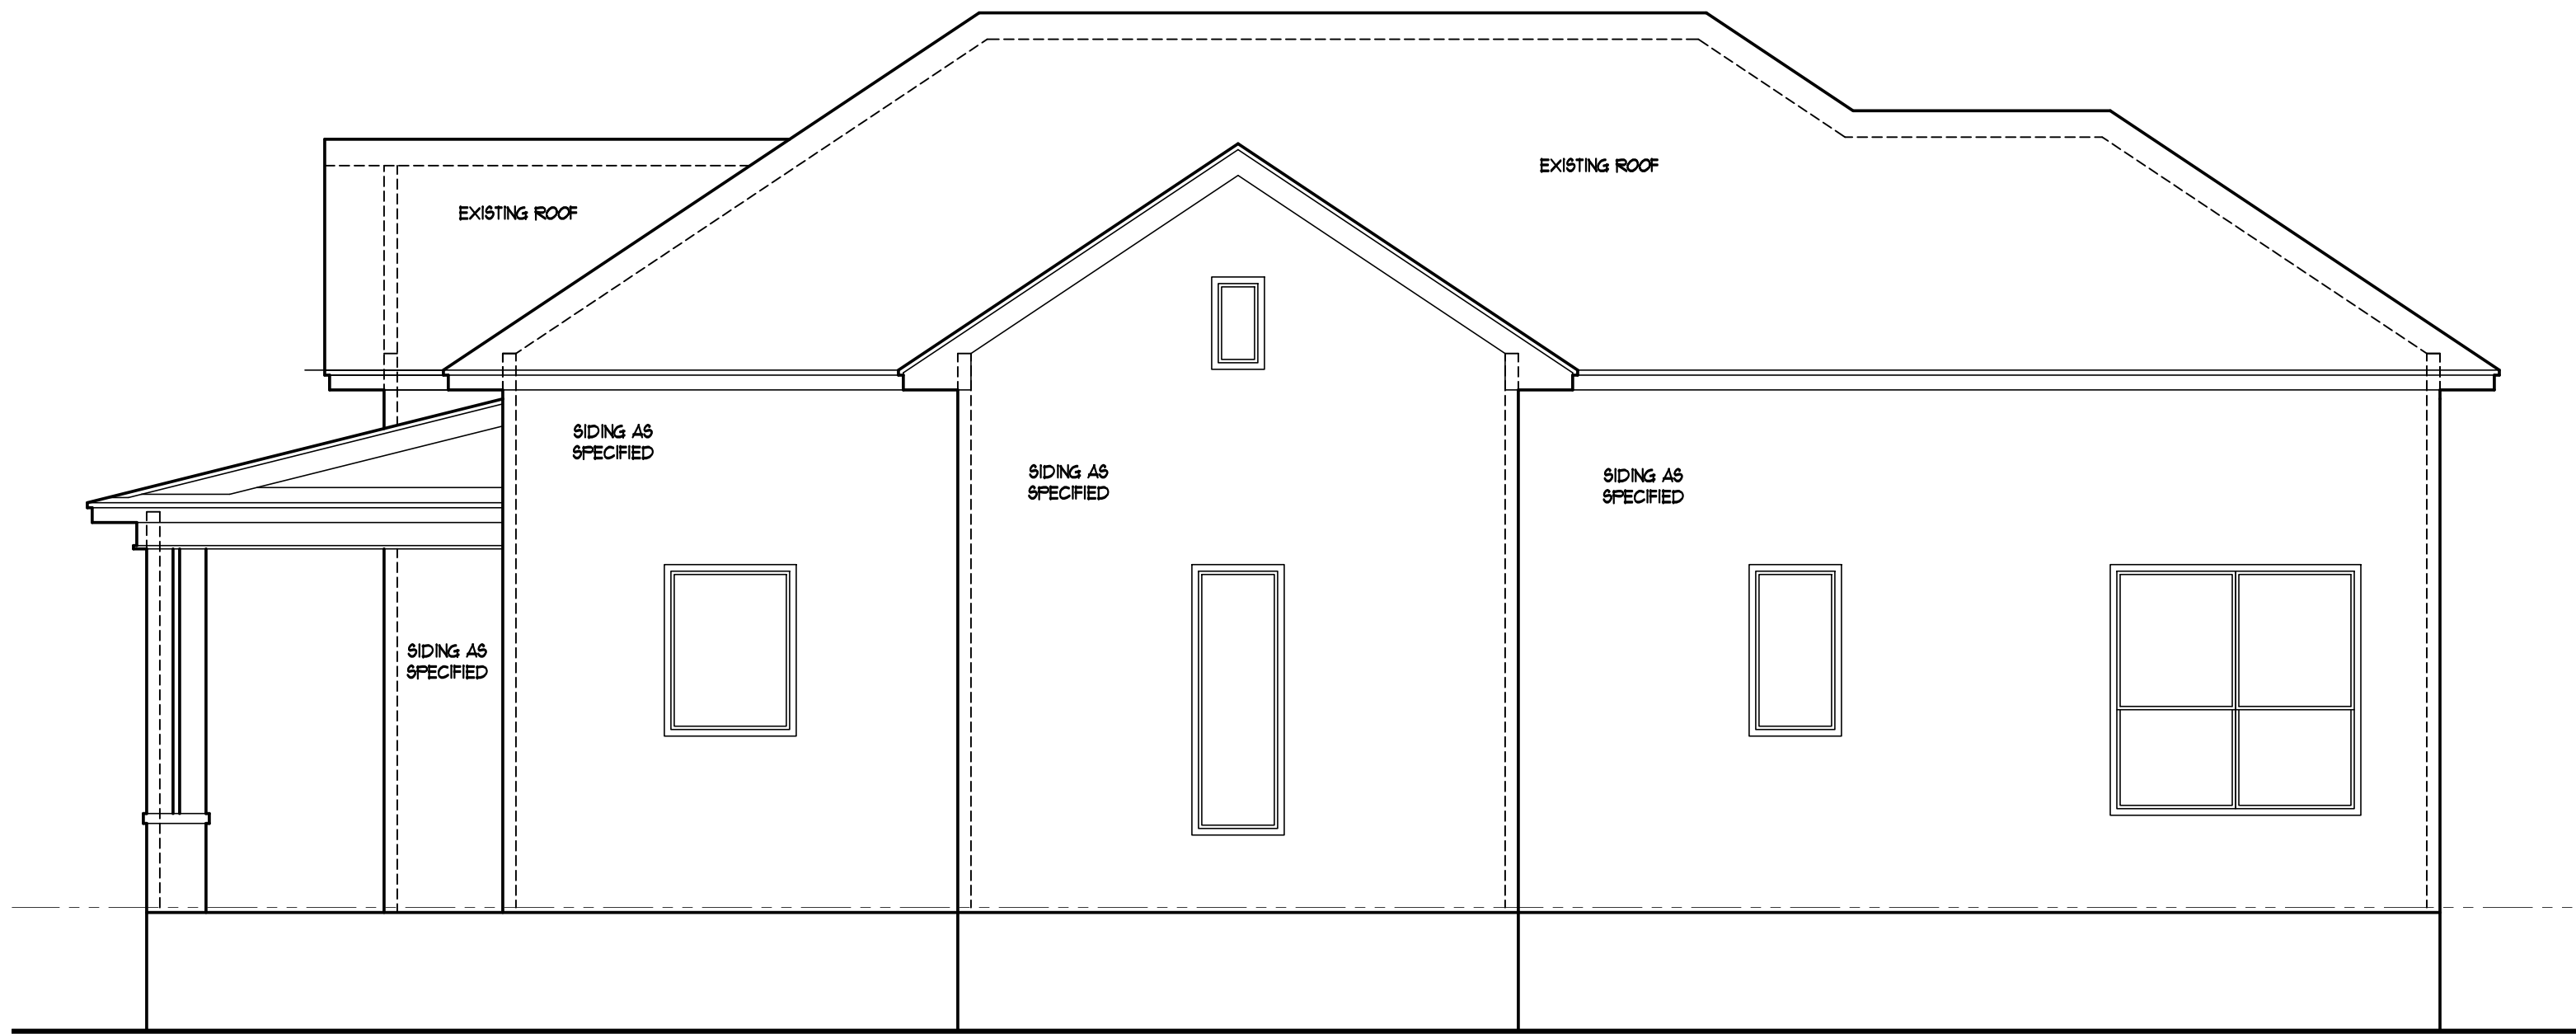 EXISTING ROOF
EXISTING ROOF
SIDING AS
SPECIFIED
SIDING AS
SPECIFIED
SIDING AS
SPECIFIED
SIDING AS
SPECIFIED